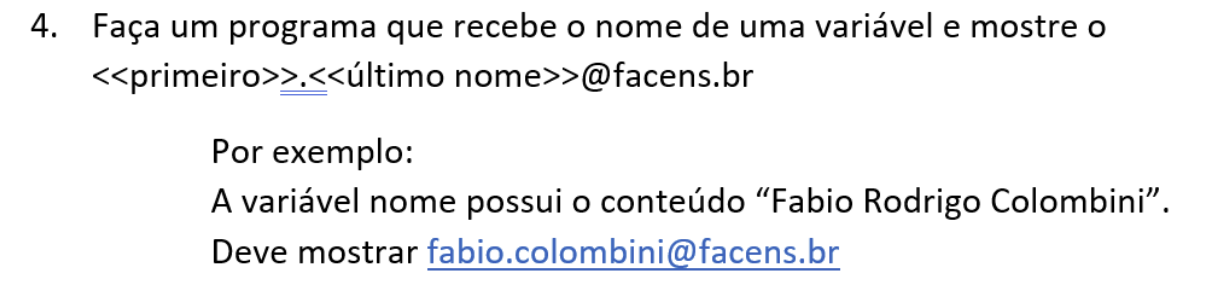 4. Faça um programa que recebe o nome de uma variável e mostre o
<<primeiro>>.<<último nome>>@facens.br
Por exemplo:
A variável nome possui o conteúdo “Fabio Rodrigo Colombini”.
Deve mostrar fabio.colombini@facens.br